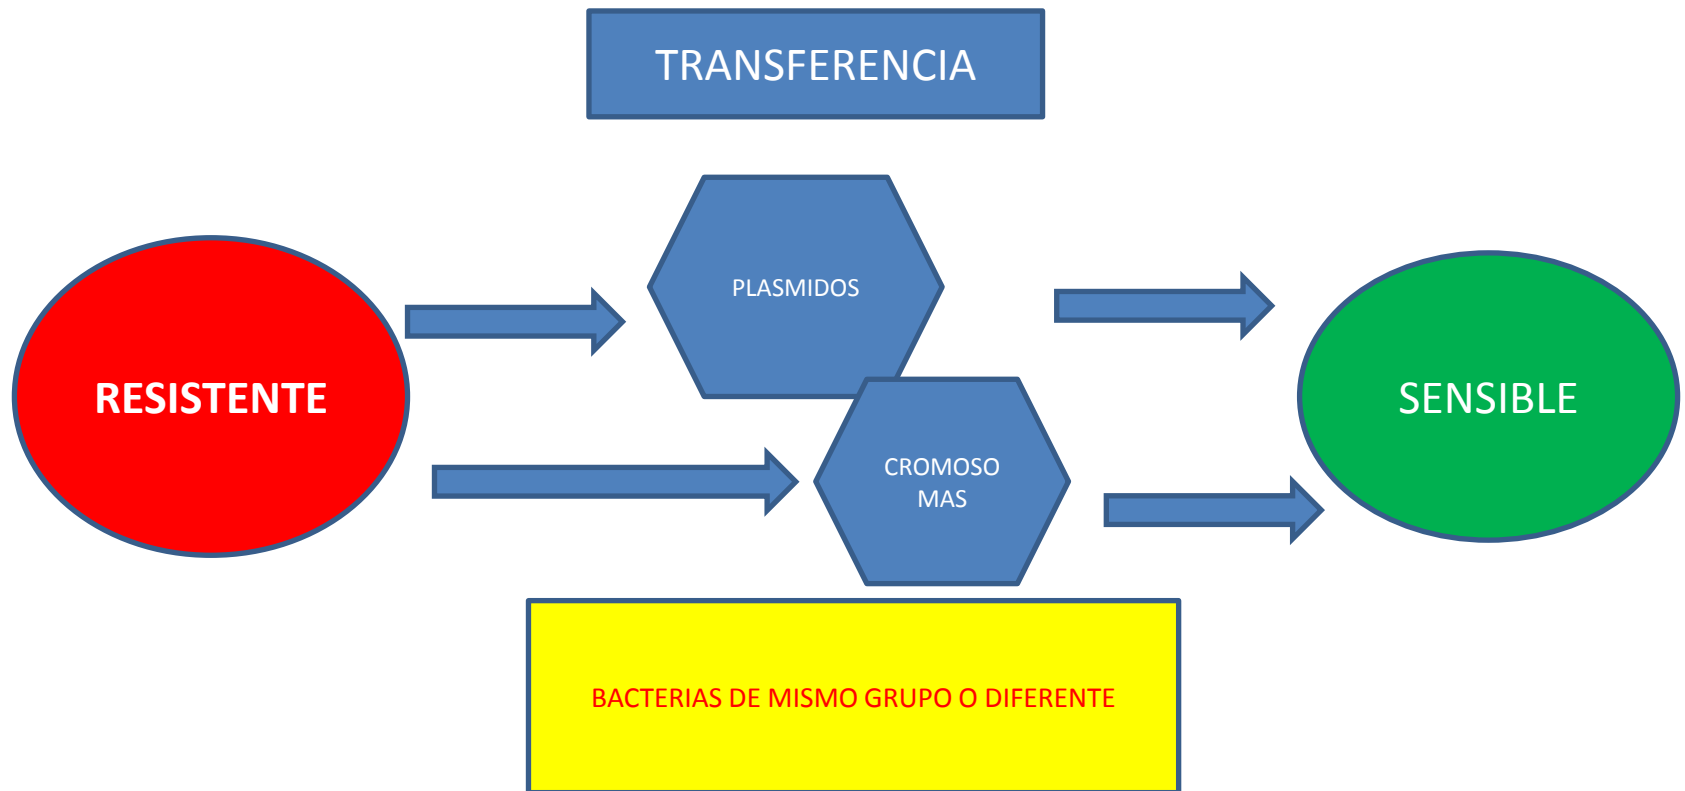 TRANSFERENCIA
PLASMIDOS
RESISTENTE
SENSIBLE
CROMOSO
MAS
BACTERIAS DE MISMO GRUPO O DIFERENTE